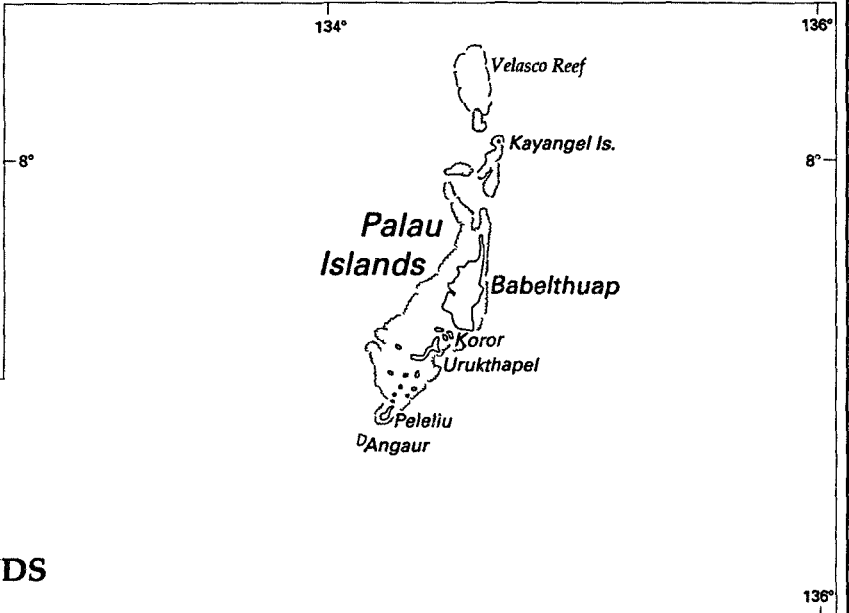 134°
136°
Velasco Reef
Kayangel Is.
8°
8°
Palau
Islands
Babelthuap
Koror
Urukthapel
Peleliu
Angaur
DS
136°